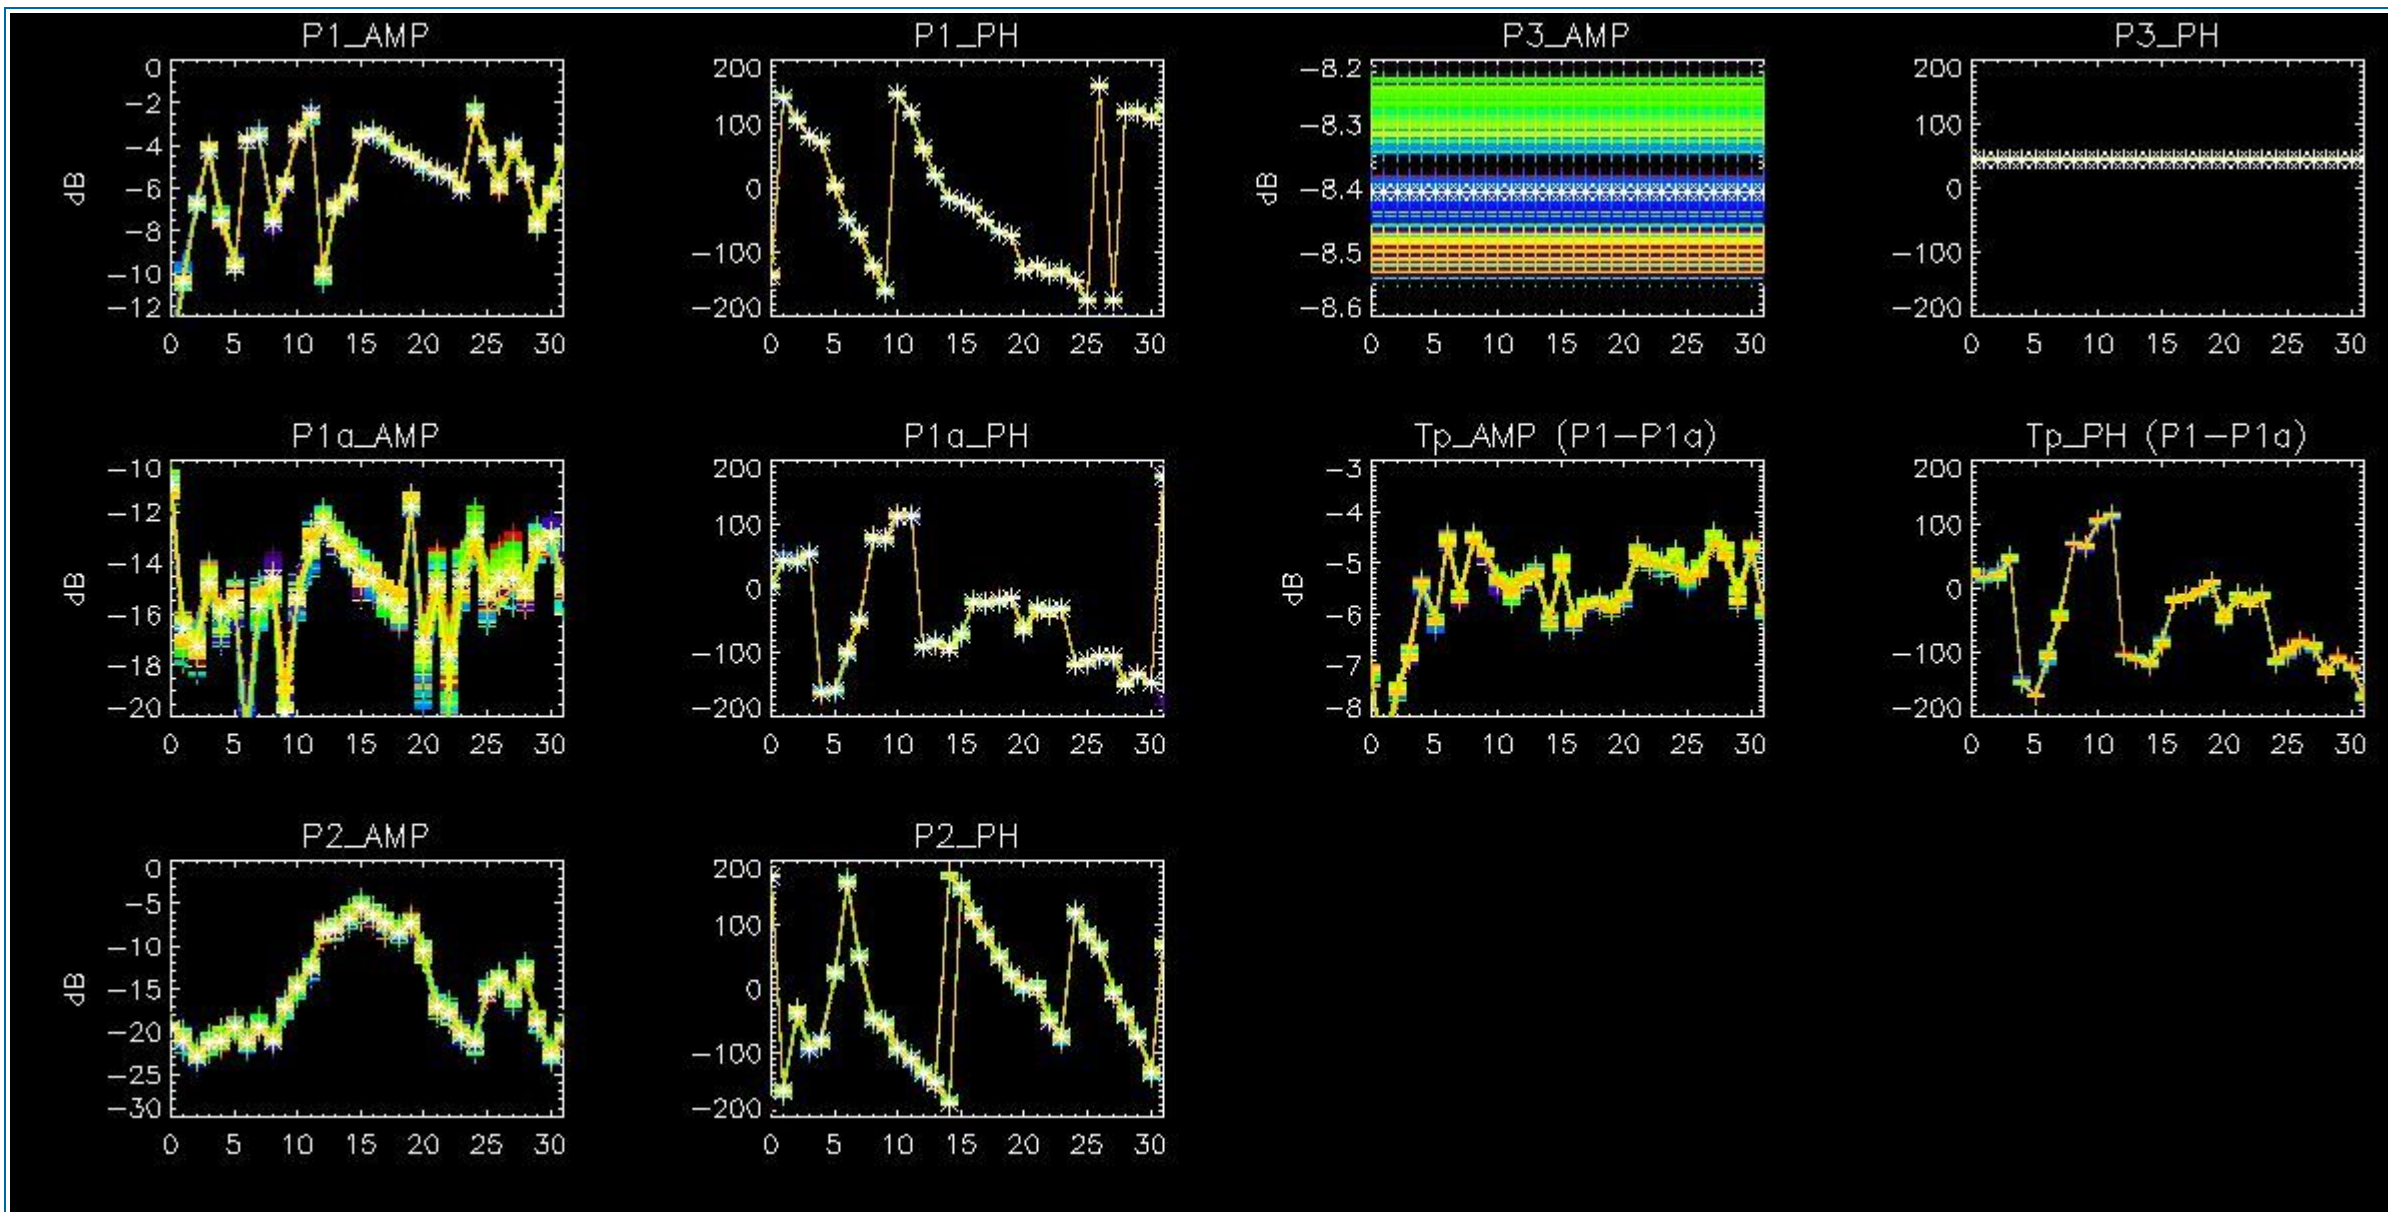 P1_AMP P1_PH P3_AMP P3_PH
0 200 -8.2 200
-2 100 -8.3 100
-4 0 -8.4 0
-6 -100 -8.5 -100
-8 -200 -8.6 -200
-10
-12
dB dB
0 5 10 15 20 25 30 0 5 10 15 20 25 30 0 5 10 15 20 25 30 0 5 10 15 20 25 30
P1a_AMP P1a_PH Tp_AMP (P1-P1a) Tp_PH (P1-P1a)
-10 200 -3 200
-12 100 -4 100
-14 0 -5 0
-16 -100 -6 -100
-18 -200 -7 -200
-20 -8
dB dB
0 5 10 15 20 25 30 0 5 10 15 20 25 30 0 5 10 15 20 25 30 0 5 10 15 20 25 30
P2_AMP P2_PH
0 200
-5 100
-10 0
-15 -100
-20 -200
-25
-30
dB
0 5 10 15 20 25 30 0 5 10 15 20 25 30